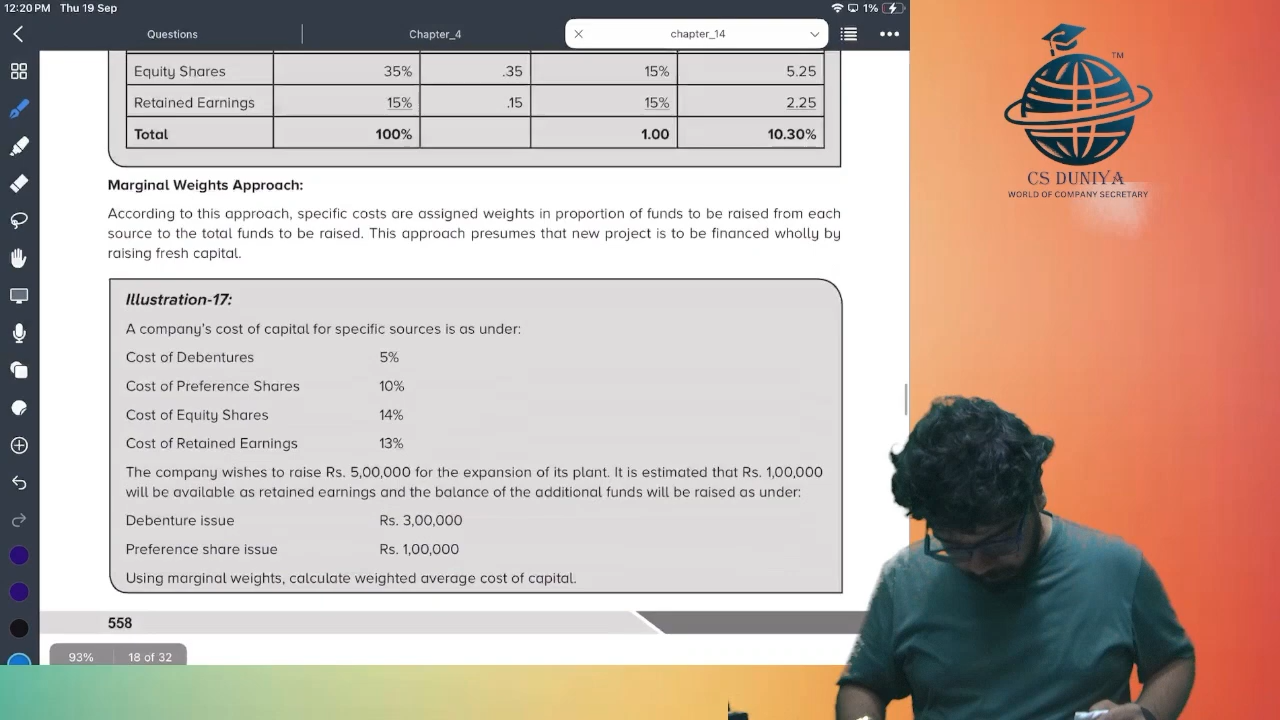 12:20 PM Thu 19 Sep 1%
Questions Chapter_4 chapter_14
Equity Shares 35% .35 15% 5.25
Retained Earnings 15% .15 15% 2.25
Total 100% 1.00 10.30%
Marginal Weights Approach:
According to this approach, specific costs are assigned weights in proportion of funds to be raised from each
source to the total funds to be raised. This approach presumes that new project is to be financed wholly by
raising fresh capital.
Illustration-17:
A company's cost of capital for specific sources is as under:
Cost of Debentures 5%
Cost of Preference Shares 10%
Cost of Equity Shares 14%
Cost of Retained Earnings 13%
The company wishes to raise Rs. 5,00,000 for the expansion of its plant. It is estimated that Rs. 1,00,000
will be available as retained earnings and the balance of the additional funds will be raised as under:
Debenture issue Rs. 3,00,000
Preference share issue Rs. 1,00,000
Using marginal weights, calculate weighted average cost of capital.
558
93% 18 of 32
TM
CS DUNIYA
WORLD OF COMPANY SECRETARY